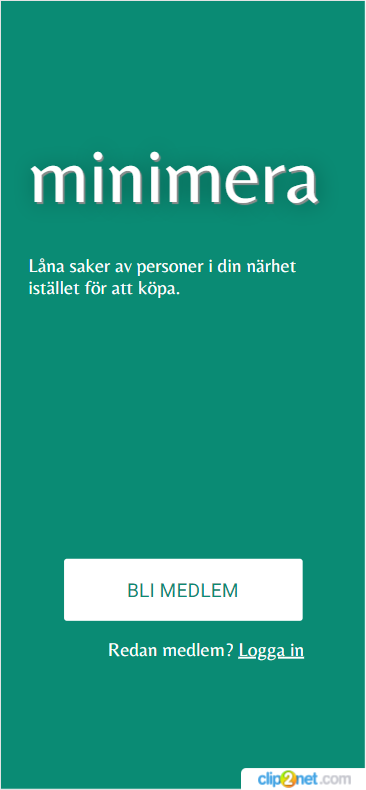 minimera
Låna saker av personer i din närhet
istället för att köpa.
BLI MEDLEM
Redan medlem? Logga in
clip2net.com